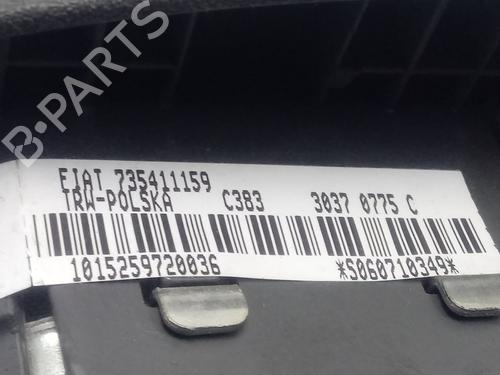 B-PARTS
FIAT 735411159
TRW-POLSKA C383 3037 0775 C
1015259720036 *S060710349*